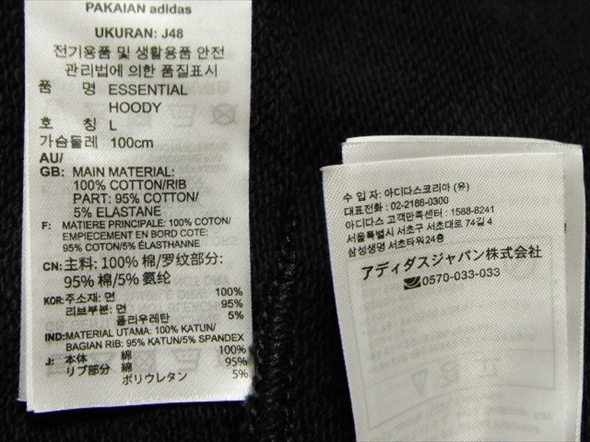 PAKAIAN adidas
UKURAN: J48
전기용품 및 생활용품 안전
관리법에 의한 품질표시
품 명 ESSENTIAL
HOODY
호 칭 L
가슴둘레 100cm
AU/
GB: MAIN MATERIAL:
100% COTTON/RIB
PART: 95% COTTON/
5% ELASTANE
F: MATIERE PRINCIPALE: 100% COTON/
EMPIECEMENT EN BORD COTE:
95% COTON/5% ÉLASTHANNE
CN: 主料: 100% 棉/罗纹部分:
95% 棉/5% 氨纶
KOR: 주소재: 면 100%
리브부분: 면 95%
폴리우레탄 5%
IND: MATERIAL UTAMA: 100% KATUN/
BAGIAN RIB: 95% KATUN/5% SPANDEX
J: 本体 綿 100%
リブ部分 綿 95%
ポリウレタン 5%
수 입 자: 아디다스코리아 (유)
대표전화 : 02-2186-0300
아디다스 고객만족센터 : 1588-8241
서울특별시 서초구 서초대로 74길 4
삼성생명 서초타워24층
アディダスジャパン株式会社
0570-033-033